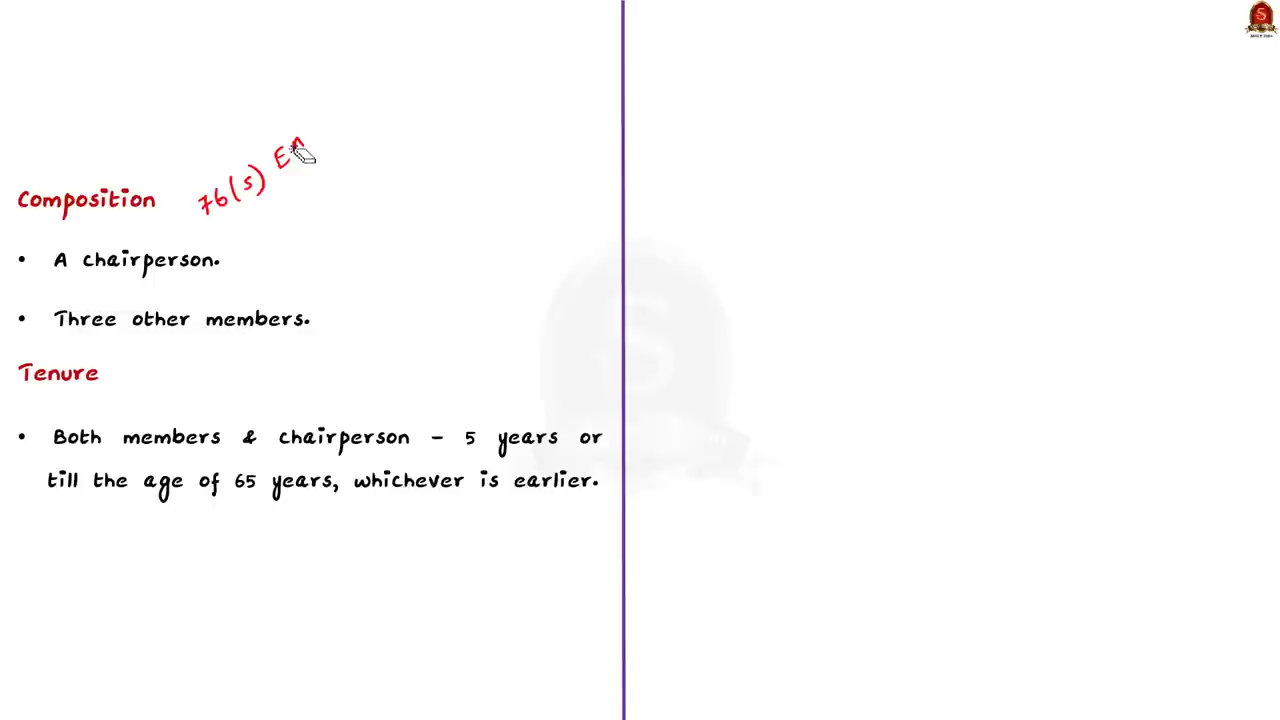 76(5)
Composition
• A chairperson.
• Three other members.
Tenure
• Both members & chairperson – 5 years or
till the age of 65 years, whichever is earlier.